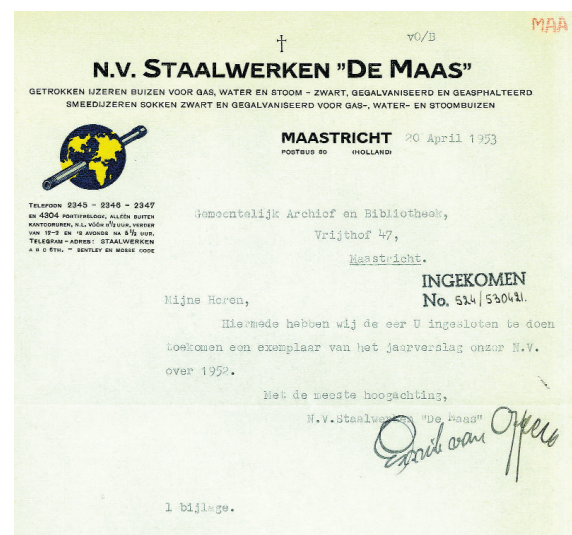 MAA
vO/B
N.V. STAALWERKEN "DE MAAS"
GETROKKEN IJZEREN BUIZEN VOOR GAS, WATER EN STOOM - ZWART, GEGALVANISEERD EN GEASPHALTEERD
SMEEDIJZEREN SOKKEN ZWART EN GEGALVANISEERD VOOR GAS-, WATER- EN STOOMBUIZEN
MAASTRICHT 20 April 1953
POSTBUS 80 (HOLLAND)
TELEFOON 2345 - 2346 - 2347
EN 4304 PORTIERSLOGE, ALLÉÉN BUITEN
KANTOORUREN, N.L. VÓÓR 8½ UUR, VERDER
VAN 12-2 EN 'S AVONDS NA 5½ UUR.
TELEGRAM-ADRES: STAALWERKEN
A B C 6TH. - BENTLEY EN MOSSE CODE
Gemeentelijk Archief en Bibliotheek,
Vrijthof 47,
Maastricht.
INGEKOMEN
No. 524/530421.
Mijne Heren,
Hiermede hebben wij de eer U ingesloten te doen
toekomen een exemplaar van het jaarverslag onzer N.V.
over 1952.
Met de meeste hoogachting,
N.V.Staalwerken "De Maas"
van Oppen
1 bijlage.